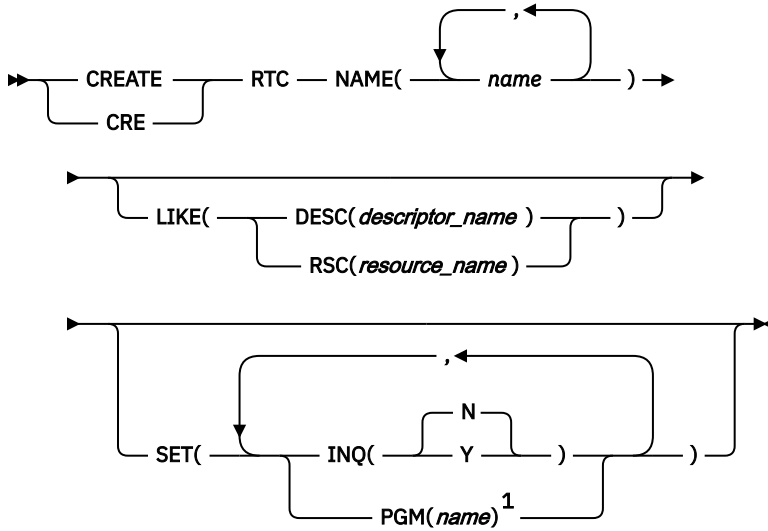 ,
CREATE RTC NAME( name )
CRE
LIKE( DESC(descriptor_name ) )
RSC(resource_name )
,
N
SET( INQ( Y ) )
PGM(name)1